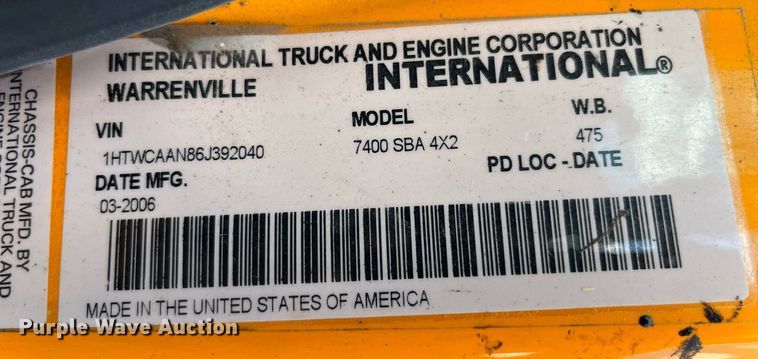 INTERNATIONAL TRUCK AND ENGINE CORPORATION
WARRENVILLE INTERNATIONAL®
VIN MODEL W.B.
1HTWCAAN86J392040 7400 SBA 4X2 475
DATE MFG. PD LOC - DATE
03-2006
MADE IN THE UNITED STATES OF AMERICA
CHASSIS-CAB MFD. BY
INTERNATIONAL TRUCK AND
Purple Wave Auction